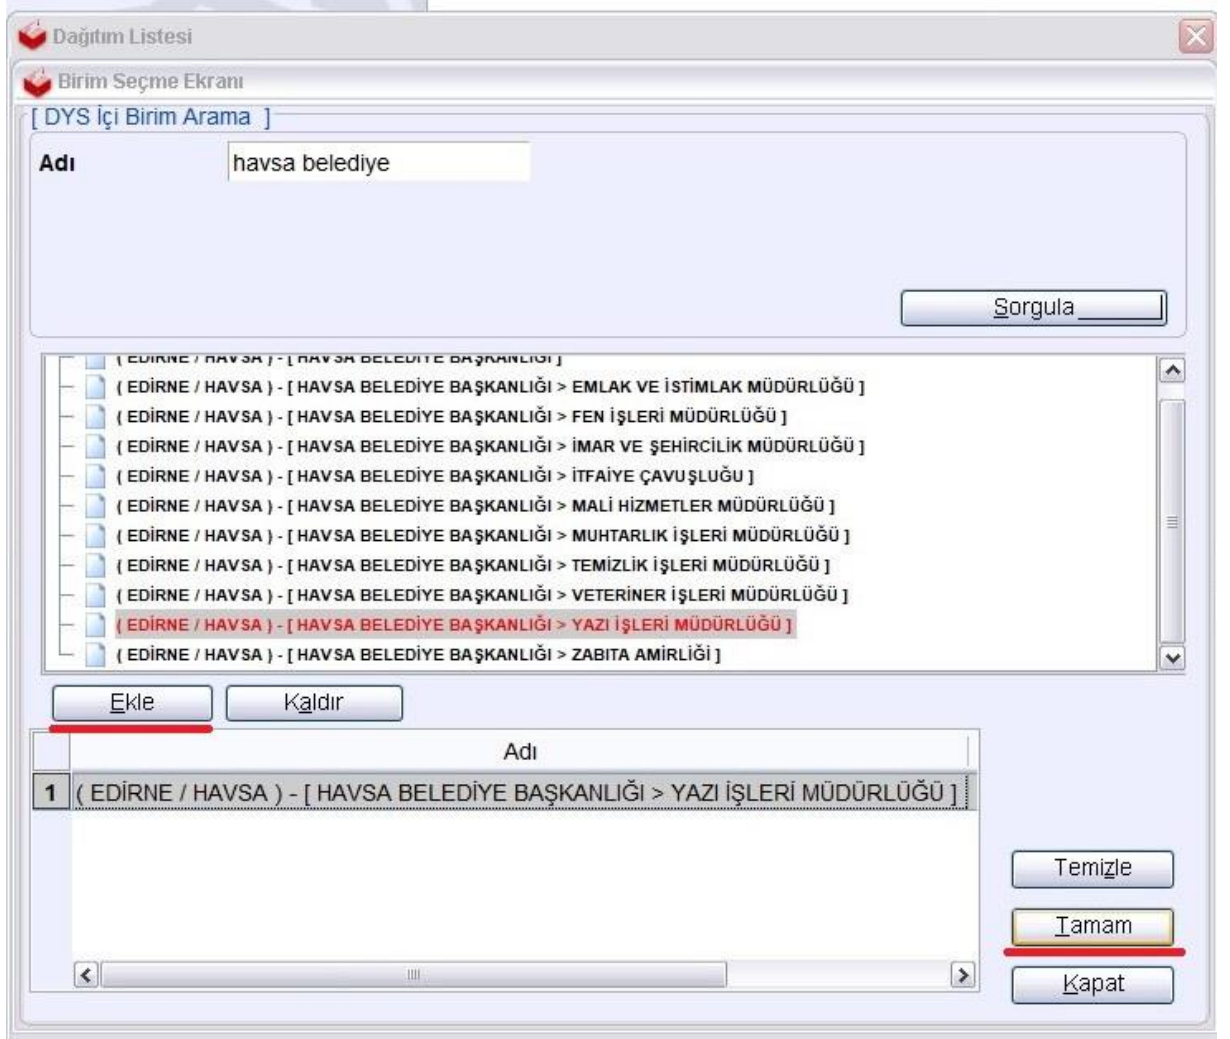 Dağıtım Listesi
Birim Seçme Ekranı
[ DYS İçi Birim Arama ]
Adı havsa belediye
Sorgula
( EDİRNE / HAVSA ) - [ HAVSA BELEDİYE BAŞKANLIĞI ]
( EDİRNE / HAVSA ) - [ HAVSA BELEDİYE BAŞKANLIĞI > EMLAK VE İSTİMLAK MÜDÜRLÜĞÜ ]
( EDİRNE / HAVSA ) - [ HAVSA BELEDİYE BAŞKANLIĞI > FEN İŞLERİ MÜDÜRLÜĞÜ ]
( EDİRNE / HAVSA ) - [ HAVSA BELEDİYE BAŞKANLIĞI > İMAR VE ŞEHİRCİLİK MÜDÜRLÜĞÜ ]
( EDİRNE / HAVSA ) - [ HAVSA BELEDİYE BAŞKANLIĞI > İTFAİYE ÇAVUŞLUĞU ]
( EDİRNE / HAVSA ) - [ HAVSA BELEDİYE BAŞKANLIĞI > MALİ HİZMETLER MÜDÜRLÜĞÜ ]
( EDİRNE / HAVSA ) - [ HAVSA BELEDİYE BAŞKANLIĞI > MUHTARLIK İŞLERİ MÜDÜRLÜĞÜ ]
( EDİRNE / HAVSA ) - [ HAVSA BELEDİYE BAŞKANLIĞI > TEMİZLİK İŞLERİ MÜDÜRLÜĞÜ ]
( EDİRNE / HAVSA ) - [ HAVSA BELEDİYE BAŞKANLIĞI > VETERİNER İŞLERİ MÜDÜRLÜĞÜ ]
( EDİRNE / HAVSA ) - [ HAVSA BELEDİYE BAŞKANLIĞI > YAZI İŞLERİ MÜDÜRLÜĞÜ ]
( EDİRNE / HAVSA ) - [ HAVSA BELEDİYE BAŞKANLIĞI > ZABITA AMİRLİĞİ ]
Ekle Kaldır
Adı
1 ( EDİRNE / HAVSA ) - [ HAVSA BELEDİYE BAŞKANLIĞI > YAZI İŞLERİ MÜDÜRLÜĞÜ ]
Temizle
Tamam
Kapat